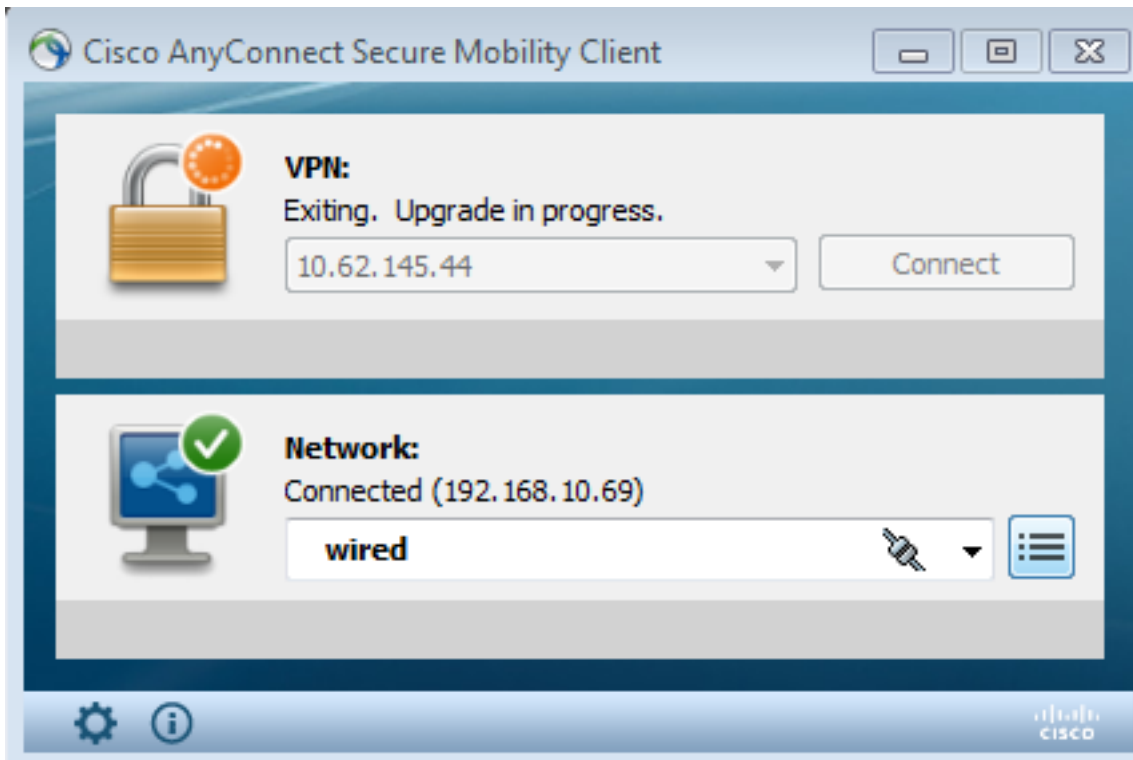 Cisco AnyConnect Secure Mobility Client
VPN:
Exiting. Upgrade in progress.
10.62.145.44
Connect
Network:
Connected (192.168.10.69)
wired
CISCO